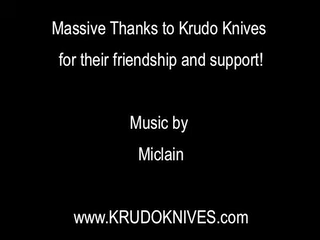 Massive Thanks to Krudo Knives
for their friendship and support!
Music by
Miclain
www.KRUDOKNIVES.com